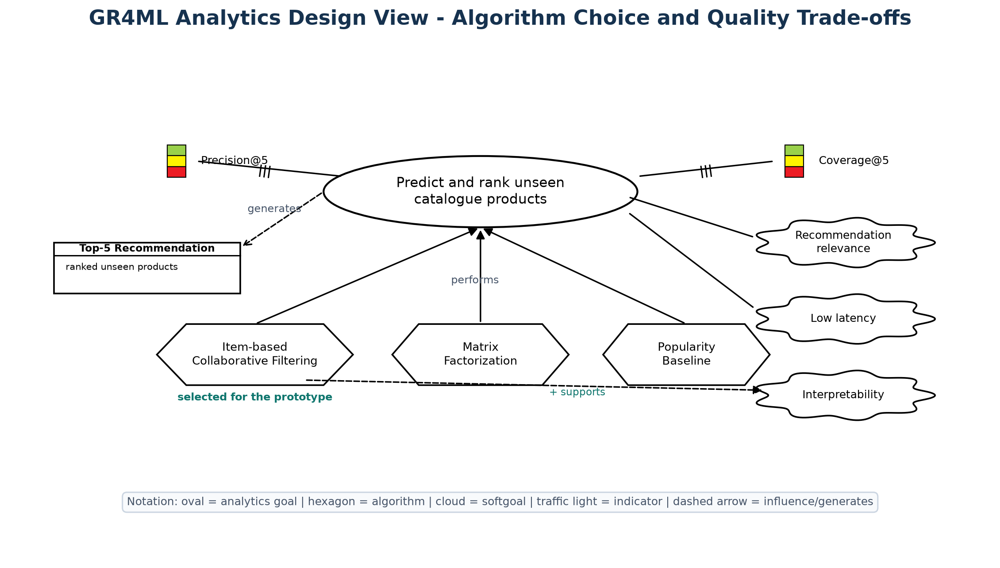 GR4ML Analytics Design View - Algorithm Choice and Quality Trade-offs
Precision@5
Coverage@5
Predict and rank unseen
catalogue products
generates
Top-5 Recommendation
ranked unseen products
Recommendation
relevance
performs
Low latency
Item-based
Collaborative Filtering
Matrix
Factorization
Popularity
Baseline
selected for the prototype
+ supports
Interpretability
Notation: oval = analytics goal | hexagon = algorithm | cloud = softgoal | traffic light = indicator | dashed arrow = influence/generates